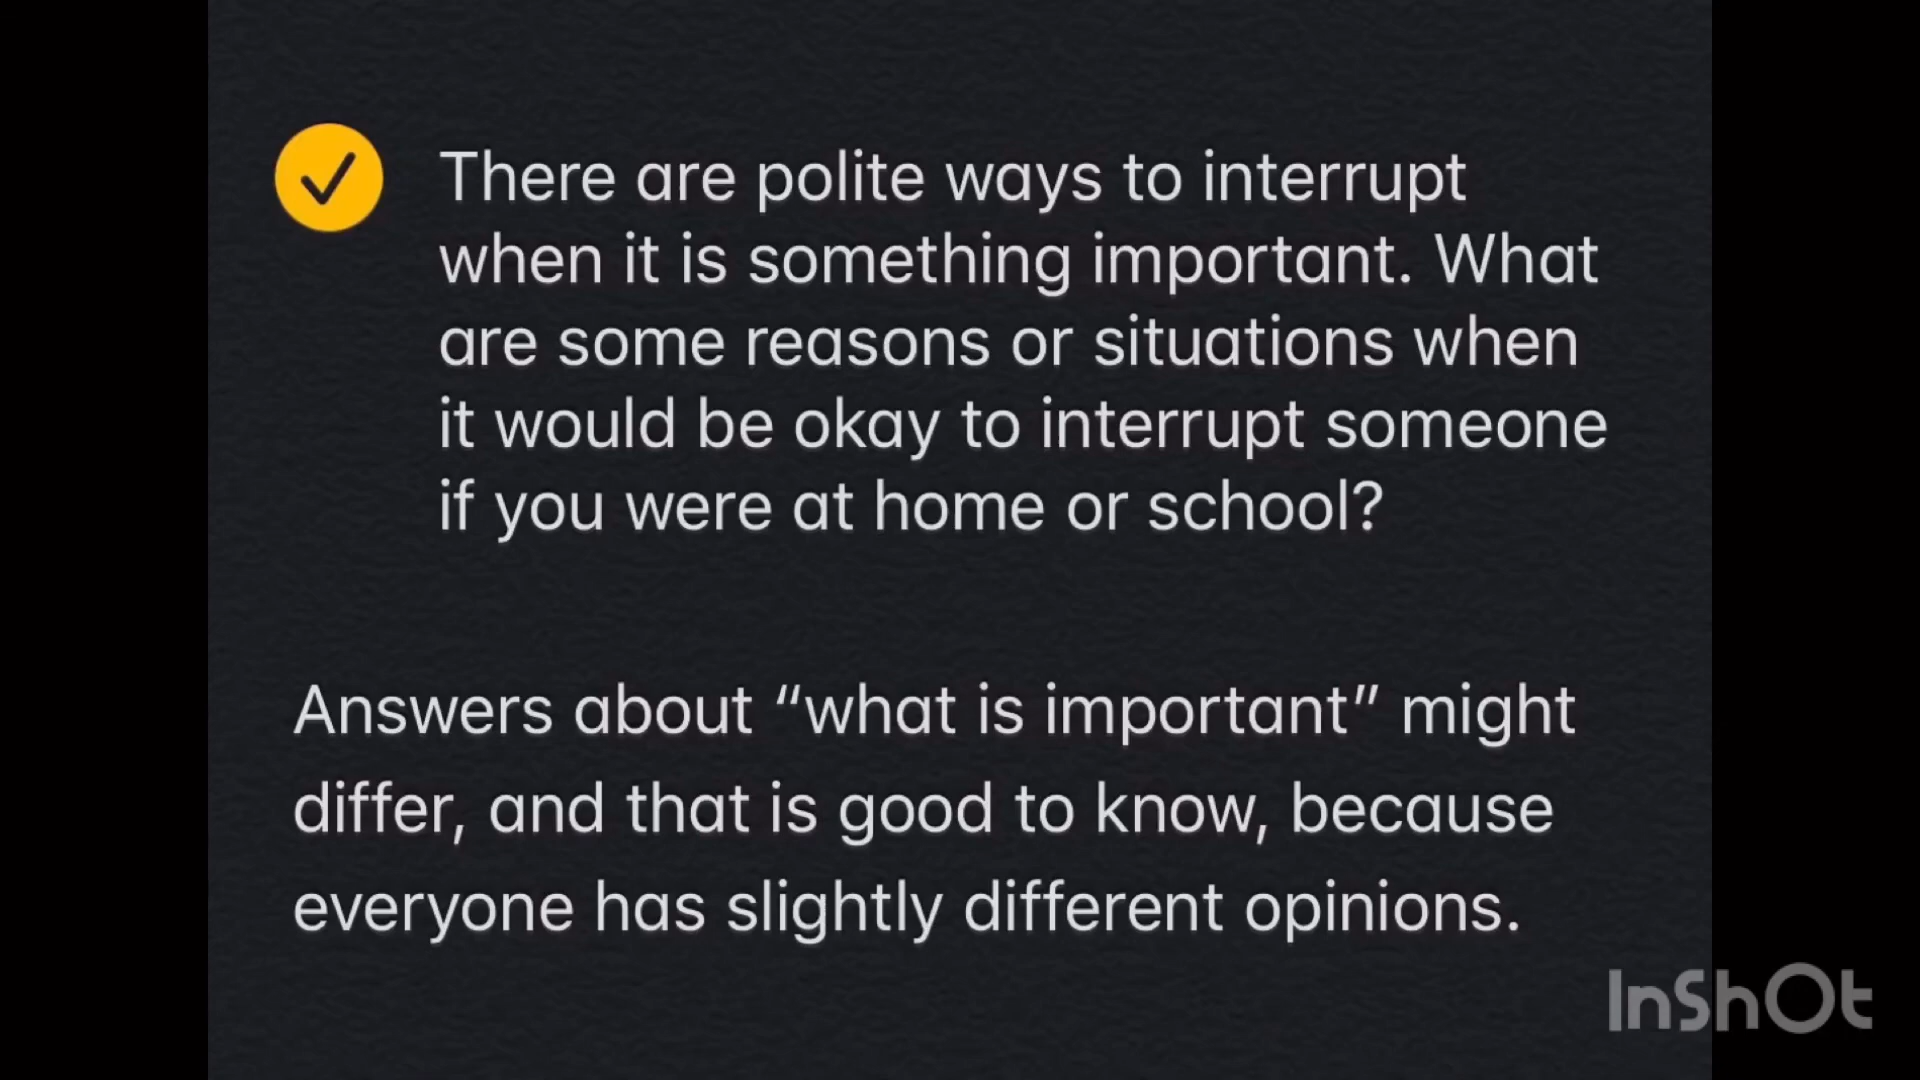 There are polite ways to interrupt
when it is something important. What
are some reasons or situations when
it would be okay to interrupt someone
if you were at home or school?
Answers about “what is important” might
differ, and that is good to know, because
everyone has slightly different opinions.
InShOt